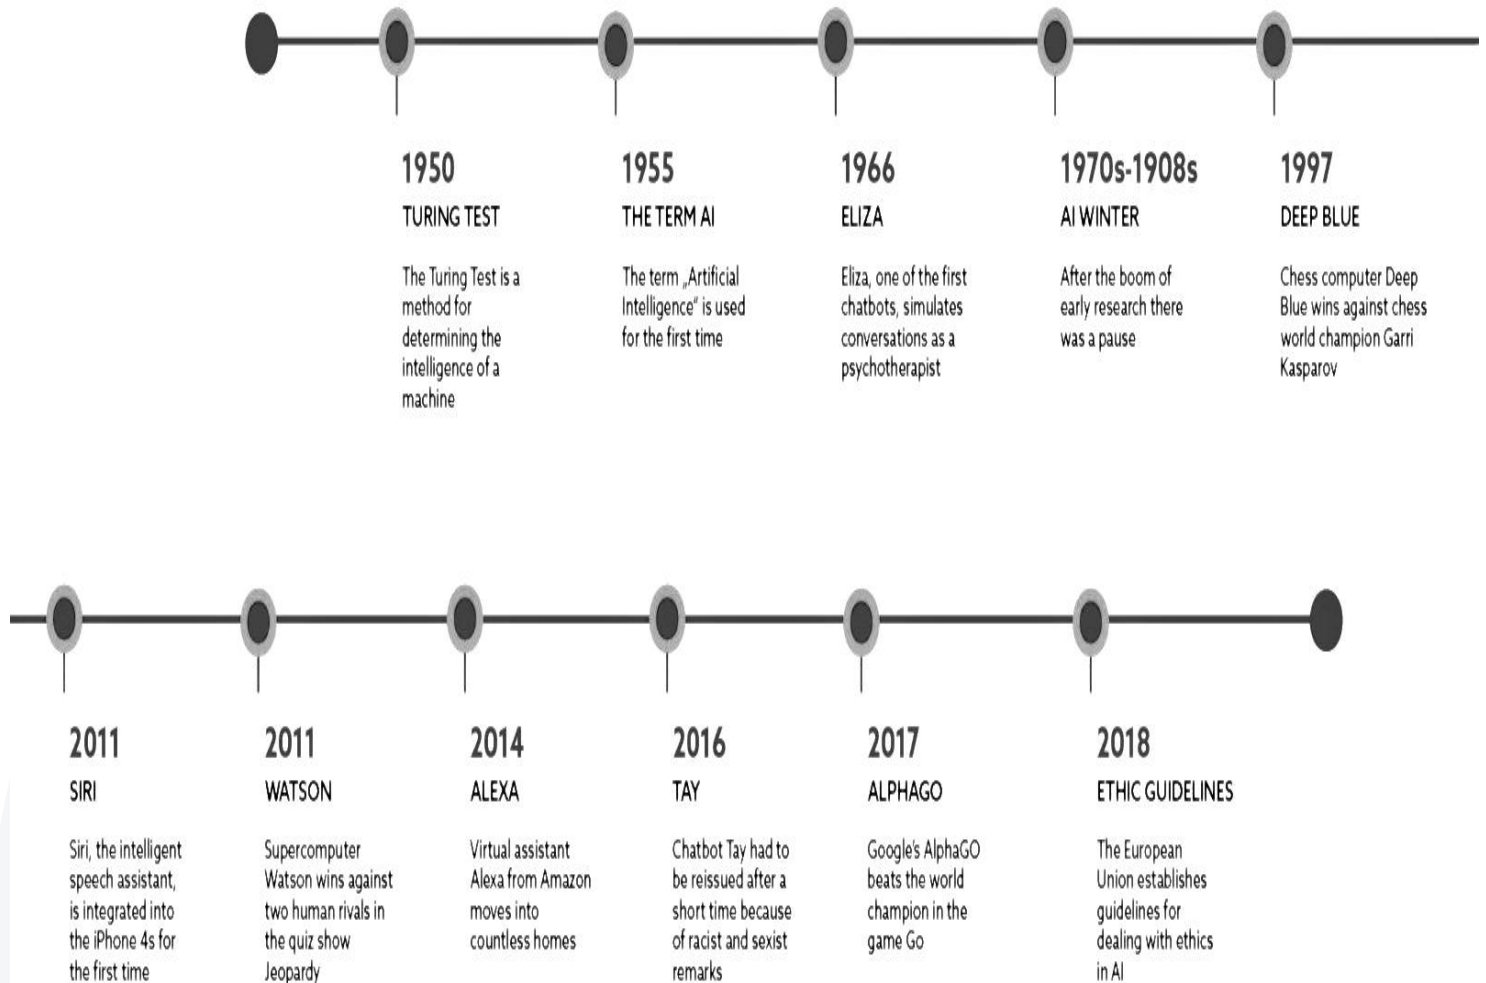 1950
TURING TEST
The Turing Test is a
method for
determining the
intelligence of a
machine
1955
THE TERM AI
The term „Artificial
Intelligence“ is used
for the first time
1966
ELIZA
Eliza, one of the first
chatbots, simulates
conversations as a
psychotherapist
1970s-1908s
AI WINTER
After the boom of
early research there
was a pause
1997
DEEP BLUE
Chess computer Deep
Blue wins against chess
world champion Garri
Kasparov
2011
SIRI
Siri, the intelligent
speech assistant,
is integrated into
the iPhone 4s for
the first time
2011
WATSON
Supercomputer
Watson wins against
two human rivals in
the quiz show
Jeopardy
2014
ALEXA
Virtual assistant
Alexa from Amazon
moves into
countless homes
2016
TAY
Chatbot Tay had to
be reissued after a
short time because
of racist and sexist
remarks
2017
ALPHAGO
Google's AlphaGO
beats the world
champion in the
game Go
2018
ETHIC GUIDELINES
The European
Union establishes
guidelines for
dealing with ethics
in AI